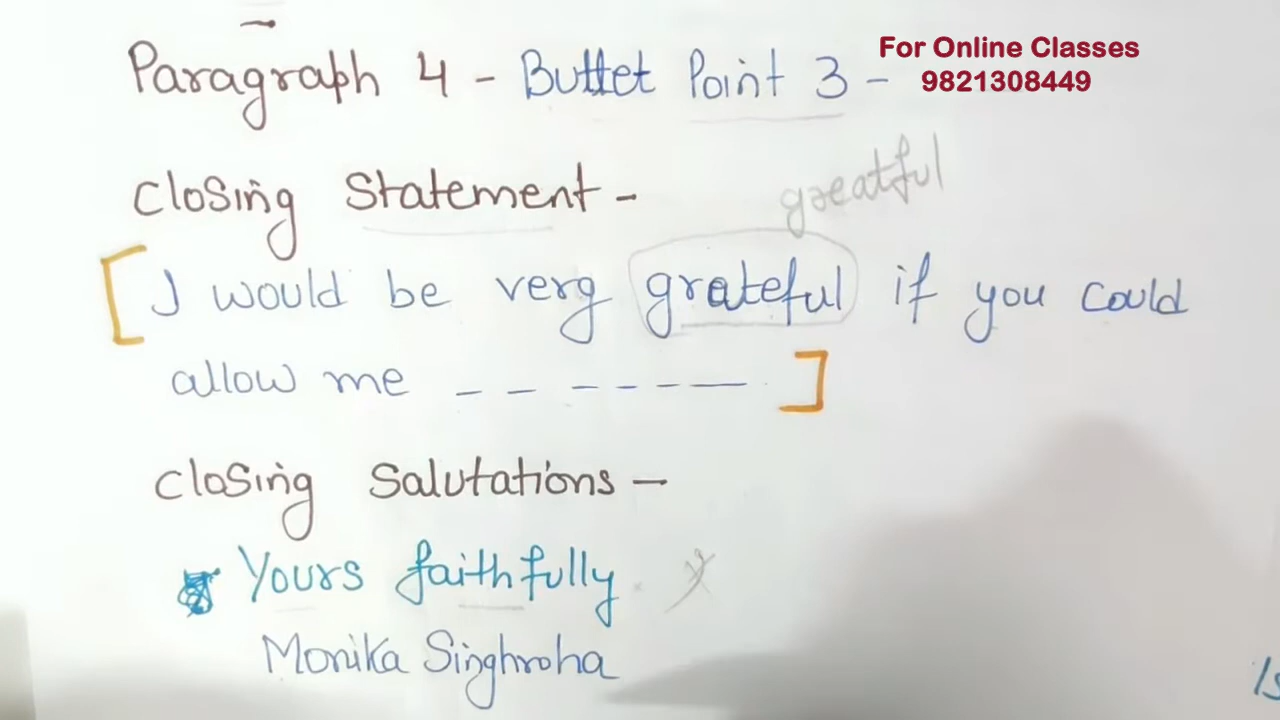 Paragraph 4 - Buttet Point 3 -
For Online Classes
9821308449
Closing Statement -
greatful
[ I would be very grateful if you could
allow me _ _ _ _ _ _ — ]
Closing Salutations —
Yours faithfully
Monika Singhroha